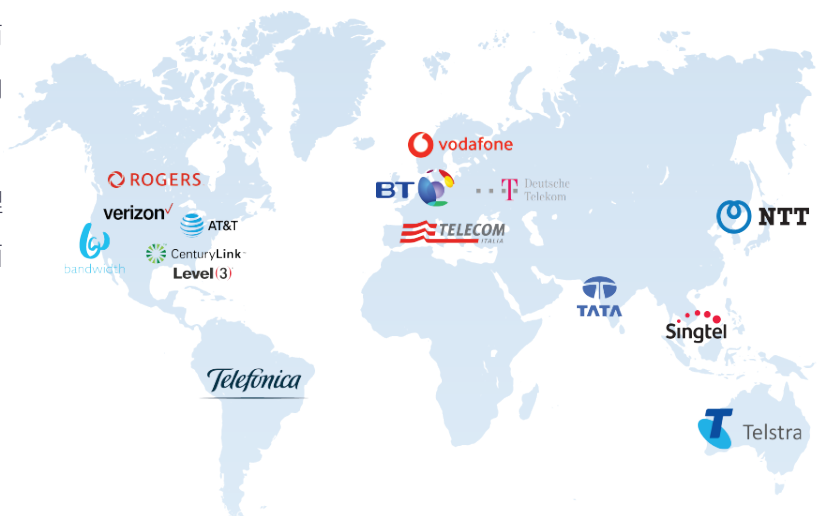 vodafone
ROGERS
BT
Deutsche
Telekom
verizon
AT&T
NTT
TELECOM
ITALIA
bandwidth
CenturyLink
Level(3)
TATA
Singtel
Telefonica
Telstra